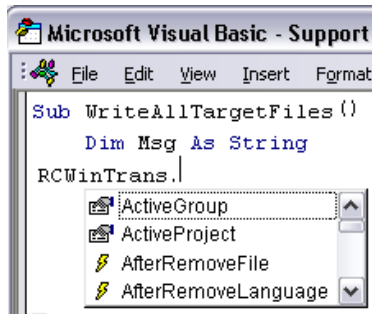 Microsoft Visual Basic - Support
File Edit View Insert Format
Sub WriteAllTargetFiles()
Dim Msg As String
RCWinTrans.
ActiveGroup
ActiveProject
AfterRemoveFile
AfterRemoveLanguage